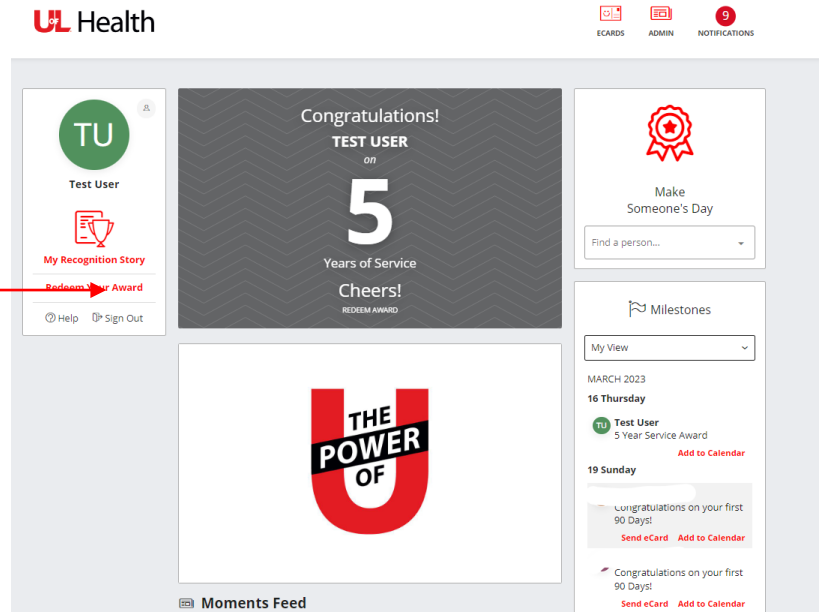 UofL Health
ECARDS
ADMIN
9
NOTIFICATIONS
TU
Test User
My Recognition Story
Redeem Your Award
Help
Sign Out
Congratulations!
TEST USER
on
5
Years of Service
Cheers!
REDEEM AWARD
THE
POWER
OF
U
Moments Feed
Make
Someone's Day
Find a person...
Milestones
My View
MARCH 2023
16 Thursday
TU
Test User
5 Year Service Award
Add to Calendar
19 Sunday
Congratulations on your first
90 Days!
Send eCard Add to Calendar
Congratulations on your first
90 Days!
Send eCard Add to Calendar